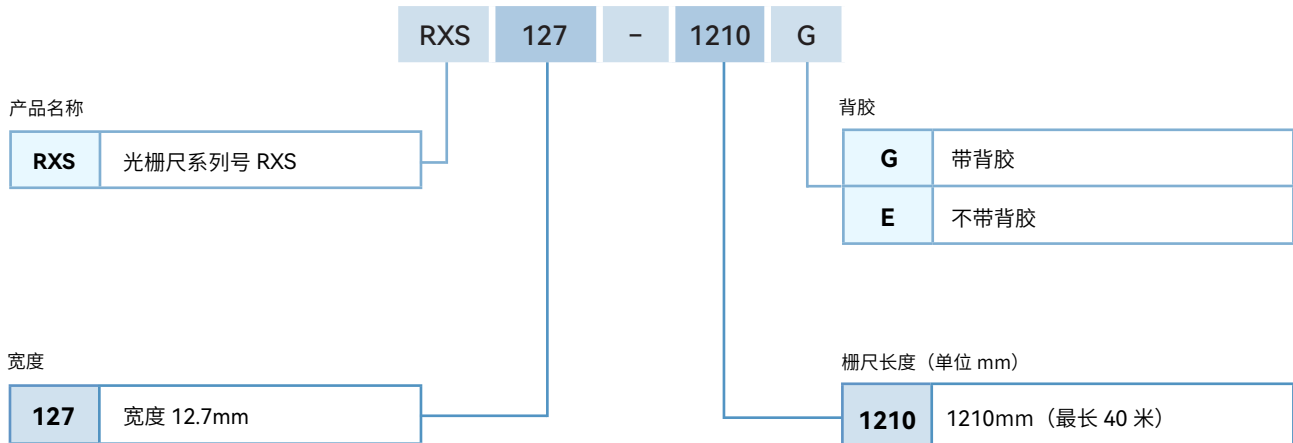 RXS 127 – 1210 G
产品名称
RXS 光栅尺系列号 RXS
背胶
G 带背胶
E 不带背胶
宽度
127 宽度 12.7mm
栅尺长度（单位 mm）
1210 1210mm（最长 40 米）